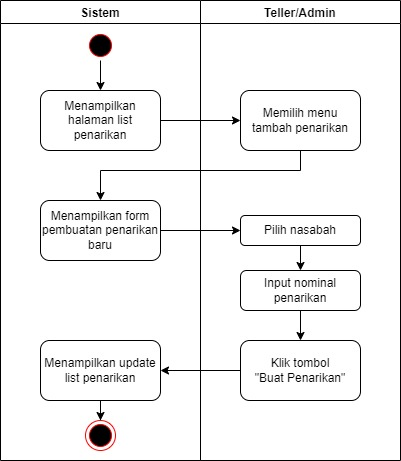 Sistem
Teller/Admin
Menampilkan
halaman list
penarikan
Memilih menu
tambah penarikan
Menampilkan form
pembuatan penarikan
baru
Pilih nasabah
Input nominal
penarikan
Menampilkan update
list penarikan
Klik tombol
"Buat Penarikan"